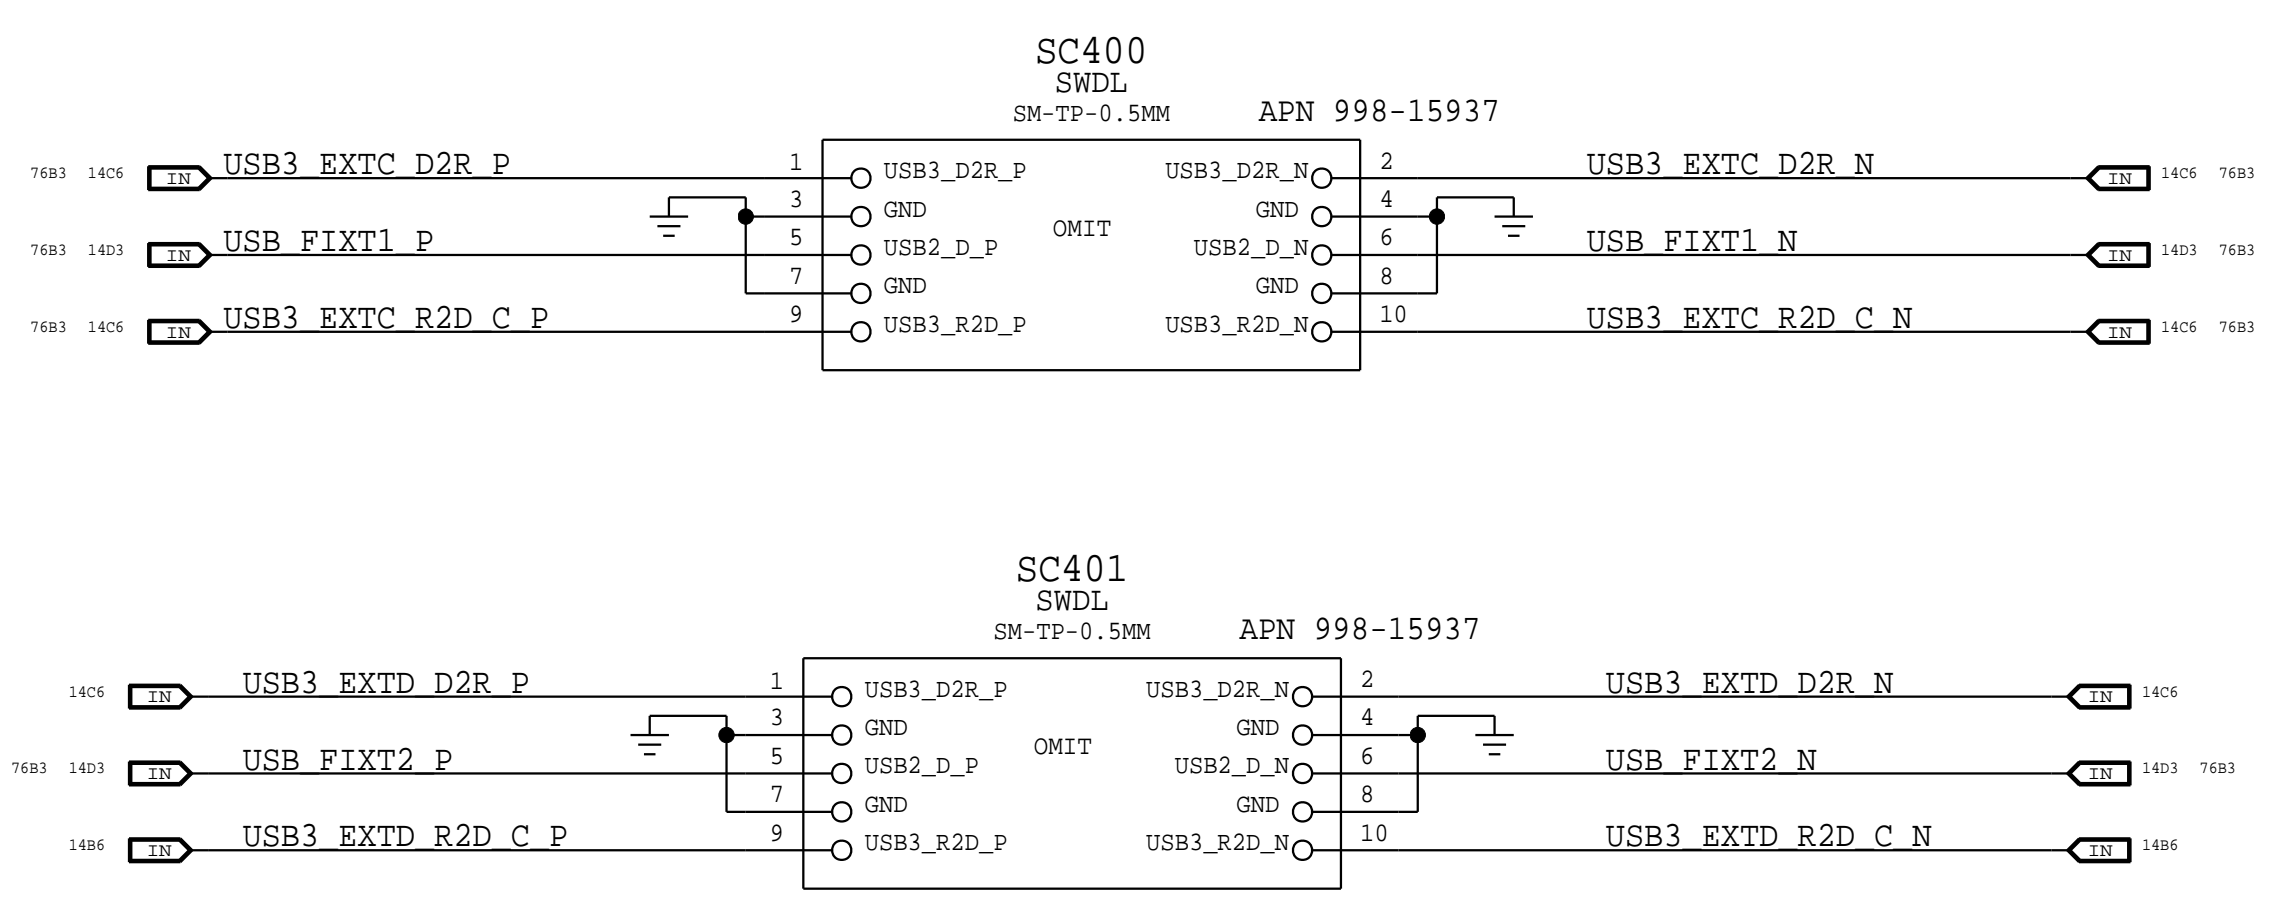 SC400
SWDL
SM-TP-0.5MM APN 998-15937
76B3 14C6 IN USB3_EXTC_D2R_P 1 USB3_D2R_P USB3_D2R_N 2 USB3_EXTC_D2R_N IN 14C6 76B3
3 GND GND 4
OMIT
76B3 14D3 IN USB_FIXT1_P 5 USB2_D_P USB2_D_N 6 USB_FIXT1_N IN 14D3 76B3
7 GND GND 8
76B3 14C6 IN USB3_EXTC_R2D_C_P 9 USB3_R2D_P USB3_R2D_N 10 USB3_EXTC_R2D_C_N IN 14C6 76B3
SC401
SWDL
SM-TP-0.5MM APN 998-15937
14C6 IN USB3_EXTD_D2R_P 1 USB3_D2R_P USB3_D2R_N 2 USB3_EXTD_D2R_N IN 14C6
3 GND GND 4
OMIT
76B3 14D3 IN USB_FIXT2_P 5 USB2_D_P USB2_D_N 6 USB_FIXT2_N IN 14D3 76B3
7 GND GND 8
14B6 IN USB3_EXTD_R2D_C_P 9 USB3_R2D_P USB3_R2D_N 10 USB3_EXTD_R2D_C_N IN 14B6